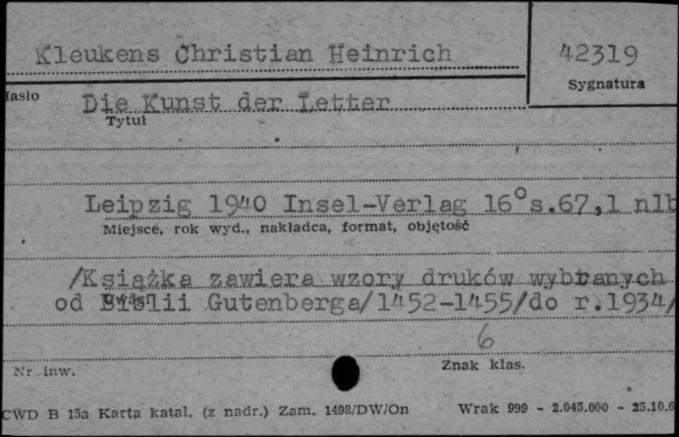 Kleukens Christian Heinrich
42319
Sygnatura
Hasło
Die Kunst der Letter
Tytuł
Leipzig 1940 Insel-Verlag 16° s.67,1 nlb
Miejsce, rok wyd., nakładca, format, objętość
/Książka zawiera wzory druków wybranych
Uwagi
od Biblii Gutenberga/1452-1455/do r.1934/
6
Nr inw.
Znak klas.
CWD B 15a Karta katal. (z nadr.) Zam. 1498/DW/On
Wrak 999 - 2.045.000 - 25.10.6